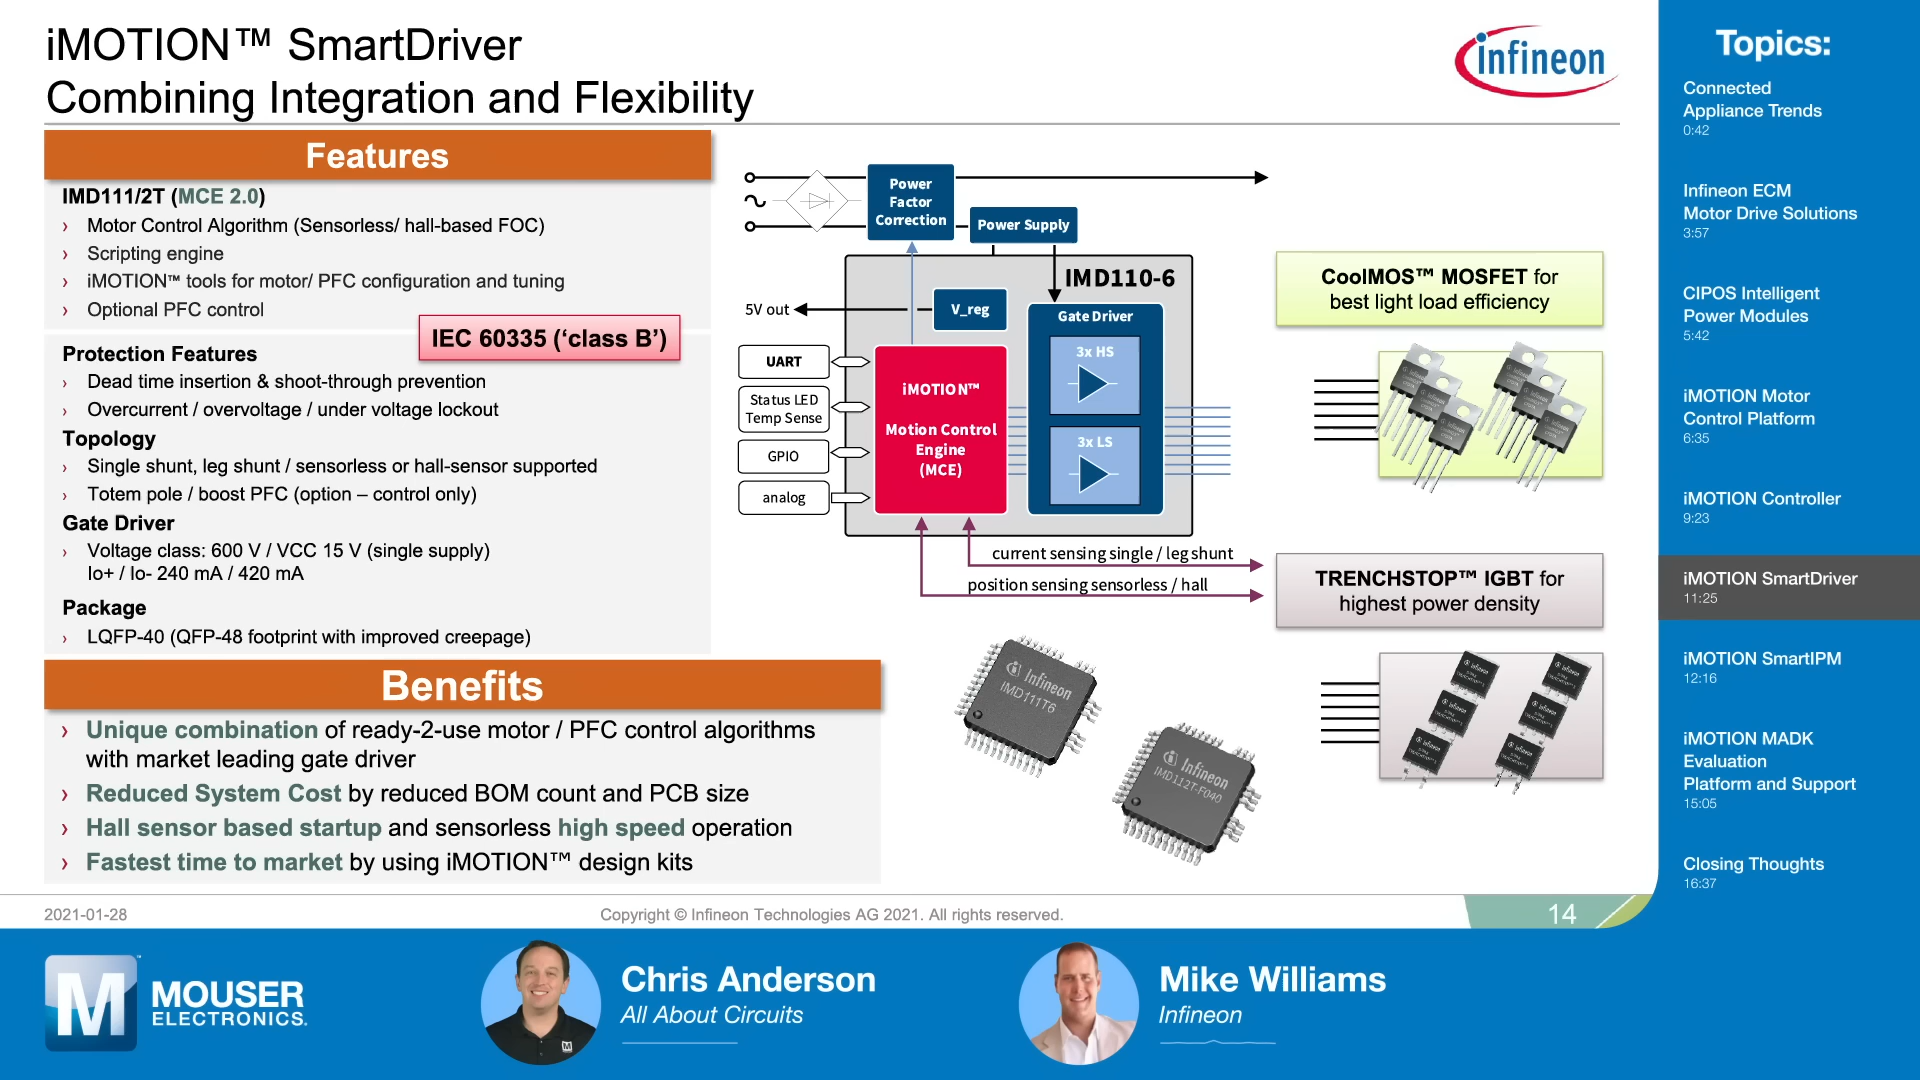 iMOTION™ SmartDriver
Combining Integration and Flexibility
infineon
Features
IMD111/2T (MCE 2.0)
› Motor Control Algorithm (Sensorless/ hall-based FOC)
› Scripting engine
› iMOTION™ tools for motor/ PFC configuration and tuning
› Optional PFC control
IEC 60335 (‘class B’)
Protection Features
› Dead time insertion & shoot-through prevention
› Overcurrent / overvoltage / under voltage lockout
Topology
› Single shunt, leg shunt / sensorless or hall-sensor supported
› Totem pole / boost PFC (option – control only)
Gate Driver
› Voltage class: 600 V / VCC 15 V (single supply)
Io+ / Io- 240 mA / 420 mA
Package
› LQFP-40 (QFP-48 footprint with improved creepage)
Benefits
› Unique combination of ready-2-use motor / PFC control algorithms
with market leading gate driver
› Reduced System Cost by reduced BOM count and PCB size
› Hall sensor based startup and sensorless high speed operation
› Fastest time to market by using iMOTION™ design kits
Power
Factor
Correction
Power Supply
IMD110-6
5V out
V_reg
Gate Driver
3x HS
3x LS
UART
Status LED
Temp Sense
GPIO
analog
iMOTION™
Motion Control
Engine
(MCE)
current sensing single / leg shunt
position sensing sensorless / hall
CoolMOS™ MOSFET for
best light load efficiency
TRENCHSTOP™ IGBT for
highest power density
Infineon
IMD111T6
Infineon
IMD112T-F040
2021-01-28
Copyright © Infineon Technologies AG 2021. All rights reserved.
14
Topics:
Connected
Appliance Trends
0:42
Infineon ECM
Motor Drive Solutions
3:57
CIPOS Intelligent
Power Modules
5:42
iMOTION Motor
Control Platform
6:35
iMOTION Controller
9:23
iMOTION SmartDriver
11:25
iMOTION SmartIPM
12:16
iMOTION MADK
Evaluation
Platform and Support
15:05
Closing Thoughts
16:37
M
MOUSER
ELECTRONICS.
Chris Anderson
All About Circuits
Mike Williams
Infineon